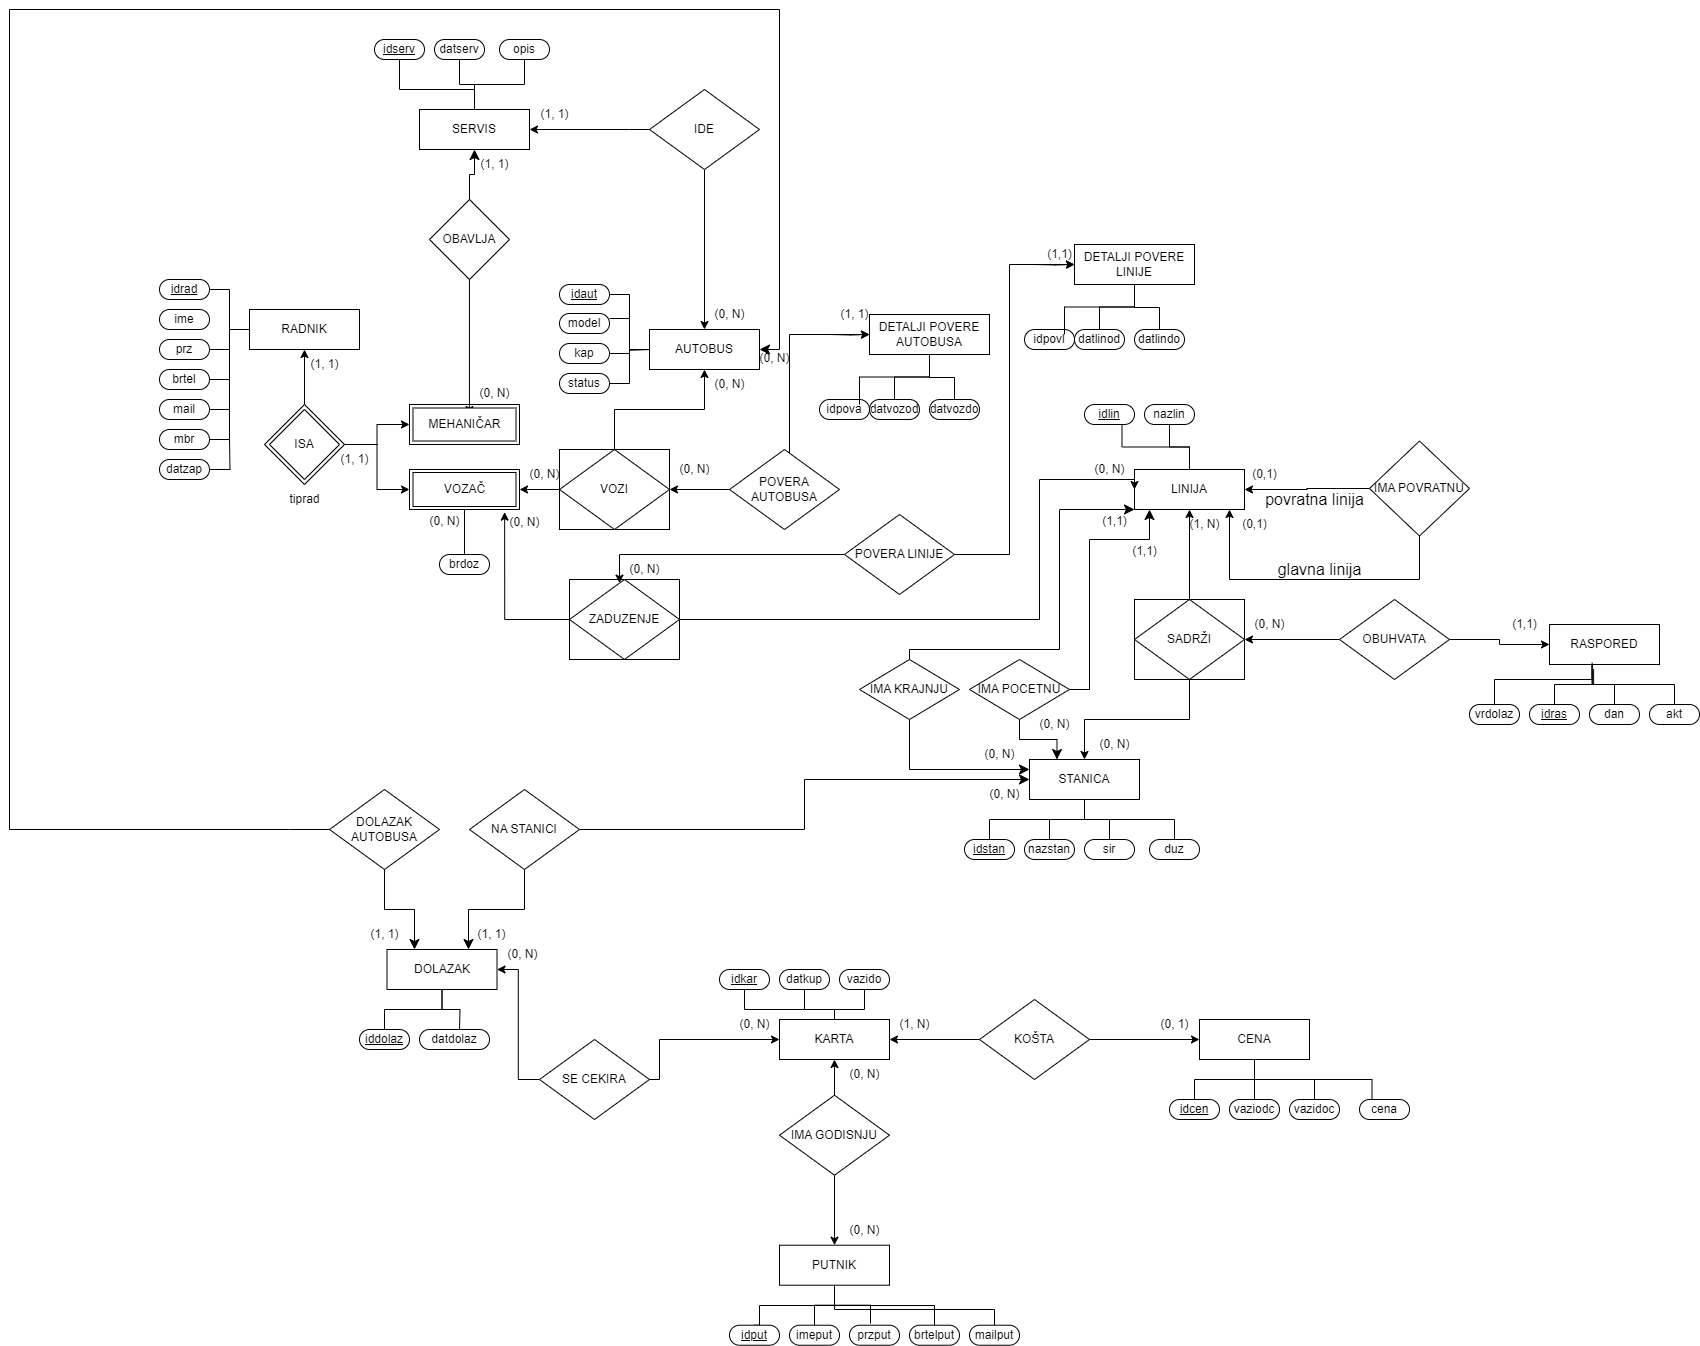 idserv
datserv
opis
SERVIS
(1, 1)
IDE
(1, 1)
OBAVLJA
(0, N)
idrad
ime
prz
brtel
mail
mbr
datzap
RADNIK
(1, 1)
ISA
(1, 1)
tiprad
MEHANIČAR
(0, N)
VOZAČ
(0, N)
(0, N)
(0, N)
brdoz
idaut
model
kap
status
AUTOBUS
(0, N)
(0, N)
VOZI
(0, N)
POVERA
AUTOBUSA
(1, 1)
DETALJI POVERE
AUTOBUSA
idpova
datvozod
datvozdo
(1,1)
DETALJI POVERE
LINIJE
idpovl
datlinod
datlindo
POVERA LINIJE
(0, N)
ZADUZENJE
idlin
nazlin
(0, N)
LINIJA
(0,1)
povratna linija
IMA POVRATNU
(1,1)
(1,1)
(1, N)
(0,1)
glavna linija
SADRŽI
(0, N)
OBUHVATA
(1,1)
RASPORED
vrdolaz
idras
dan
akt
IMA KRAJNJU
IMA POCETNU
(0, N)
(0, N)
(0, N)
STANICA
(0, N)
idstan
nazstan
sir
duz
DOLAZAK
AUTOBUSA
NA STANICI
(1, 1)
(1, 1)
DOLAZAK
(0, N)
iddolaz
datdolaz
SE CEKIRA
idkar
datkup
vazido
(0, N)
KARTA
(1, N)
KOŠTA
(0, 1)
CENA
idcen
vaziodc
vazidoc
cena
(0, N)
IMA GODISNJU
(0, N)
PUTNIK
idput
imeput
przput
brtelput
mailput